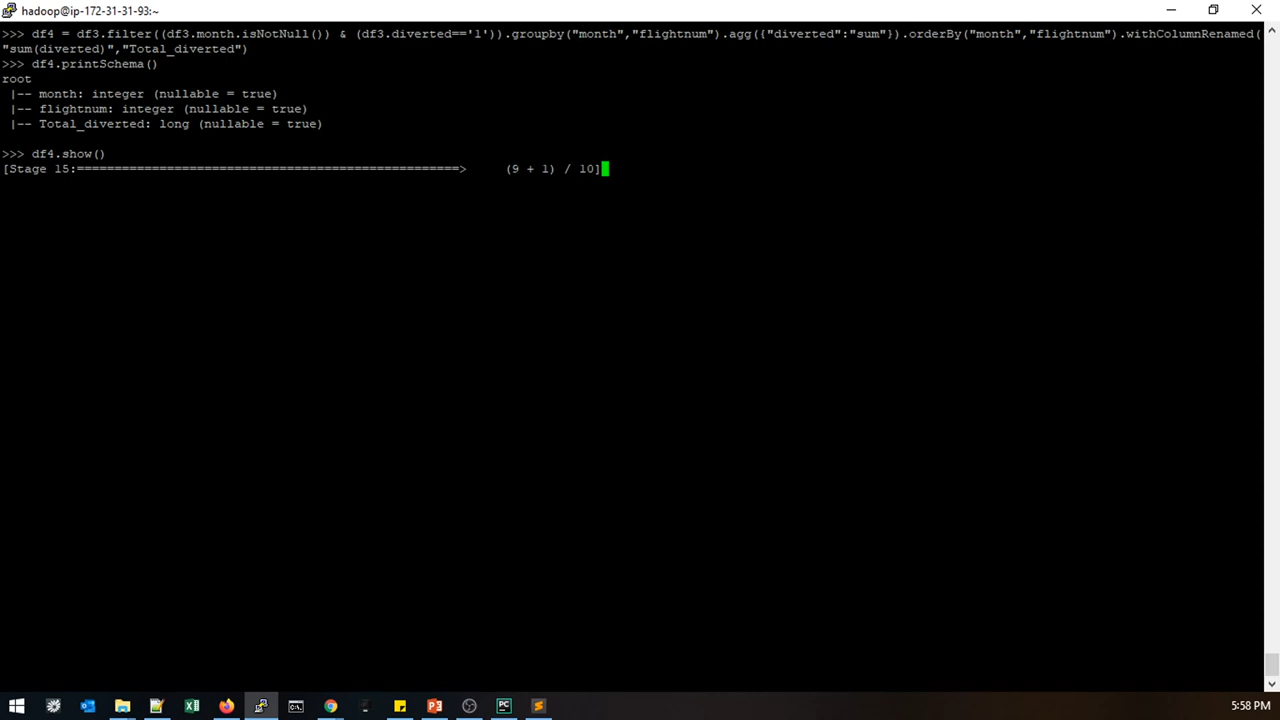 hadoop@ip-172-31-31-93:~
>>> df4 = df3.filter((df3.month.isNotNull()) & (df3.diverted=='1')).groupby("month","flightnum").agg({"diverted":"sum"}).orderBy("month","flightnum").withColumnRenamed(
"sum(diverted)","Total_diverted")
>>> df4.printSchema()
root
 |-- month: integer (nullable = true)
 |-- flightnum: integer (nullable = true)
 |-- Total_diverted: long (nullable = true)
>>> df4.show()
[Stage 15:===================================================>     (9 + 1) / 10]
5:58 PM